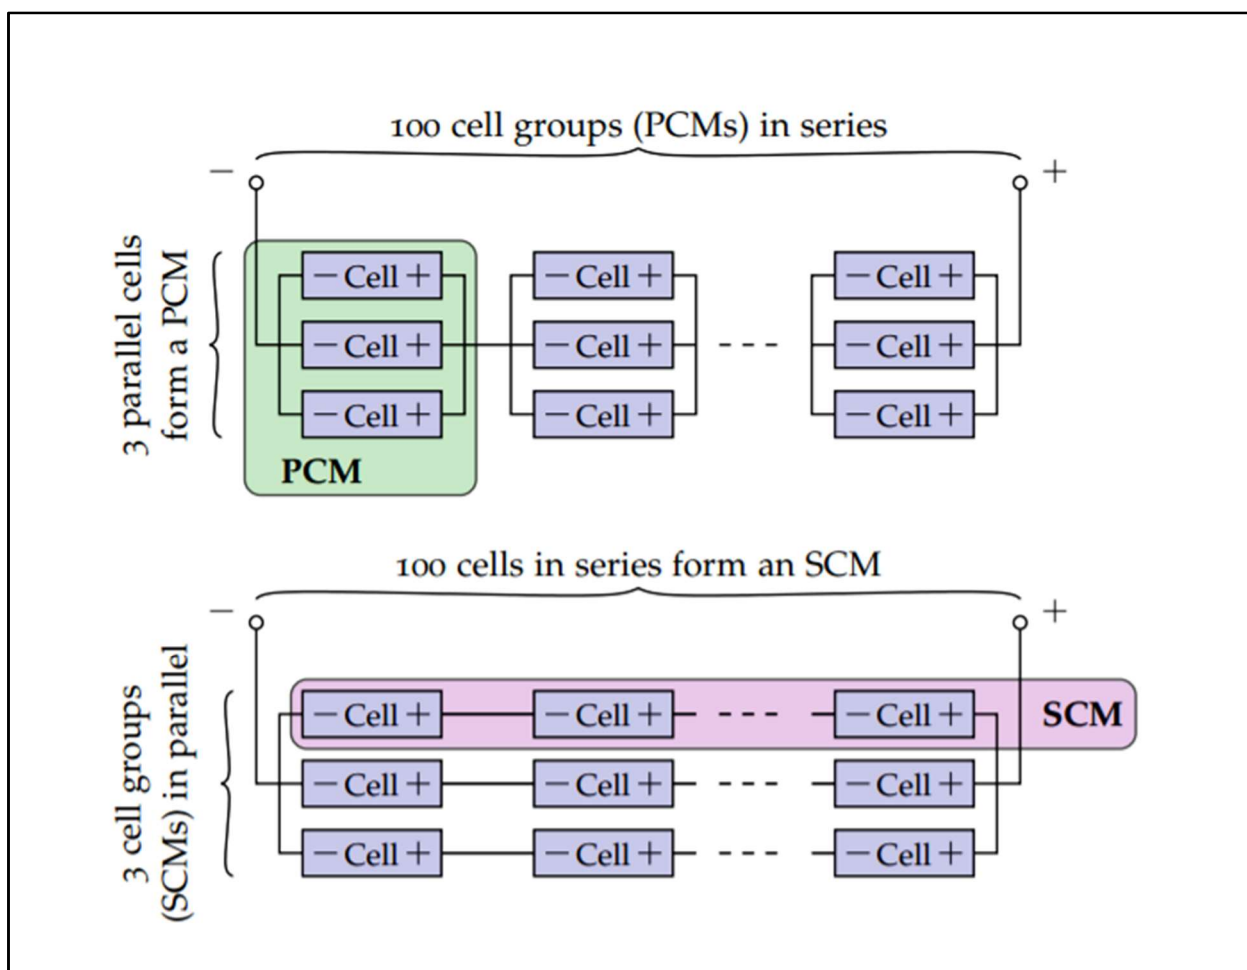 100 cell groups (PCMs) in series
− +
3 parallel cells
form a PCM
− Cell + − Cell + − Cell +
− Cell + − Cell + − Cell +
− Cell + − Cell + − Cell +
PCM
100 cells in series form an SCM
− +
3 cell groups
(SCMs) in parallel
− Cell + − Cell + − Cell + SCM
− Cell + − Cell + − Cell +
− Cell + − Cell + − Cell +